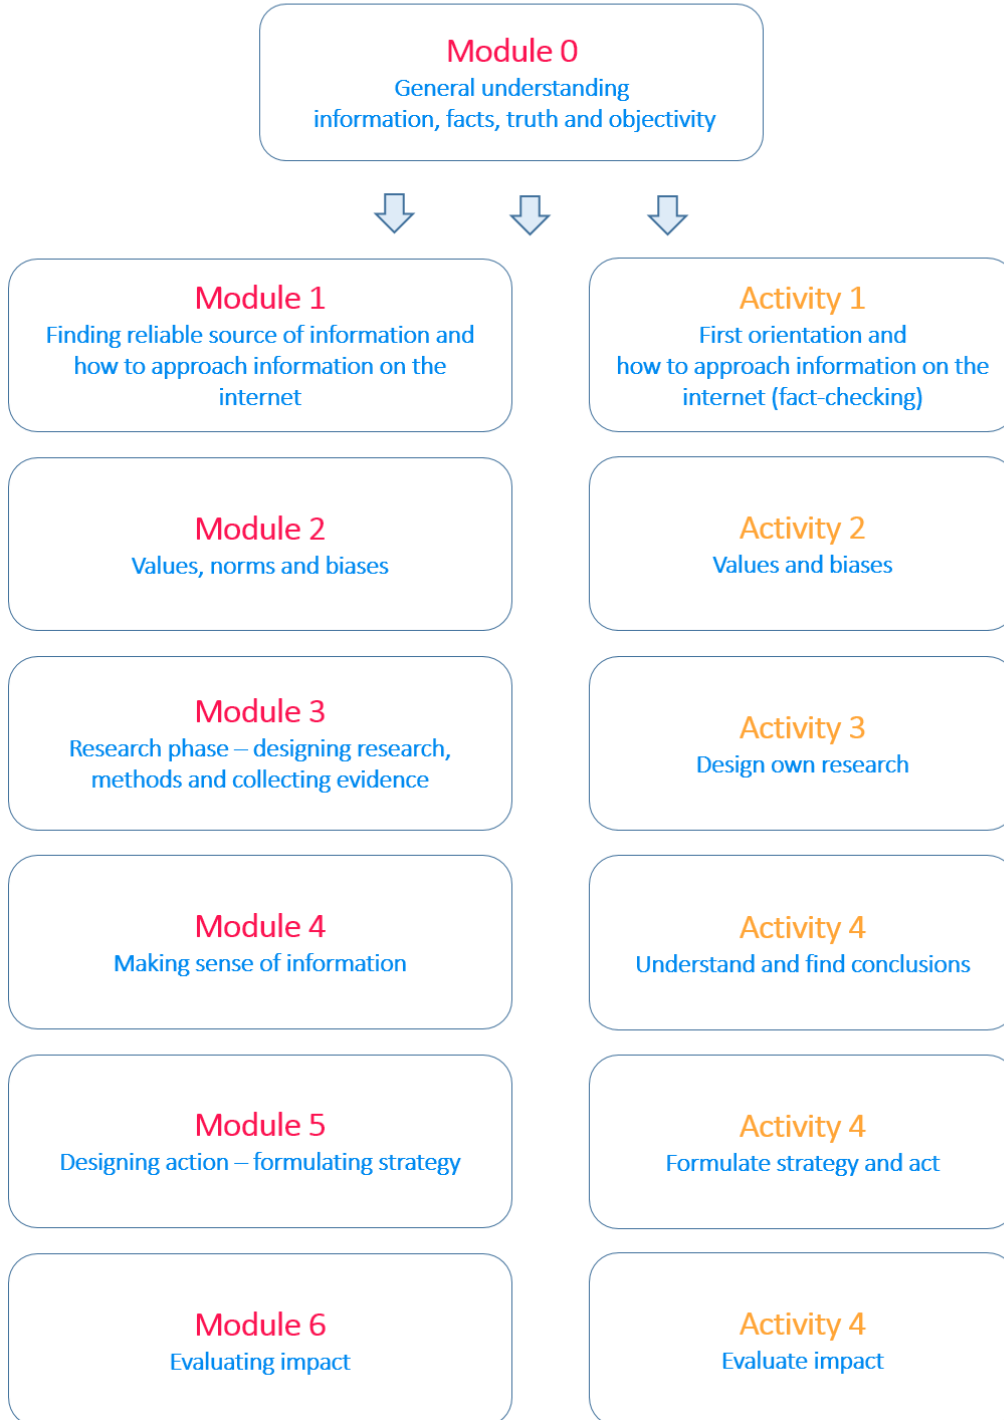 Module 0
General understanding
information, facts, truth and objectivity
Module 1
Finding reliable source of information and
how to approach information on the
internet
Activity 1
First orientation and
how to approach information on the
internet (fact-checking)
Module 2
Values, norms and biases
Activity 2
Values and biases
Module 3
Research phase – designing research,
methods and collecting evidence
Activity 3
Design own research
Module 4
Making sense of information
Activity 4
Understand and find conclusions
Module 5
Designing action – formulating strategy
Activity 4
Formulate strategy and act
Module 6
Evaluating impact
Activity 4
Evaluate impact